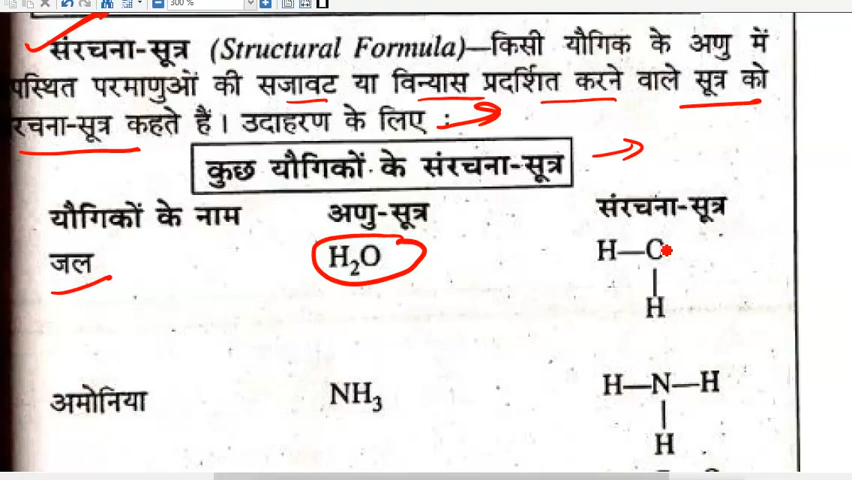 300 %
संरचना-सूत्र (Structural Formula)—किसी यौगिक के अणु में
पस्थित परमाणुओं की सजावट या विन्यास प्रदर्शित करने वाले सूत्र को
रचना-सूत्र कहते हैं। उदाहरण के लिए :
कुछ यौगिकों के संरचना-सूत्र
यौगिकों के नाम अणु-सूत्र संरचना-सूत्र
जल H₂O H—O
|
H
अमोनिया NH₃ H—N—H
|
H